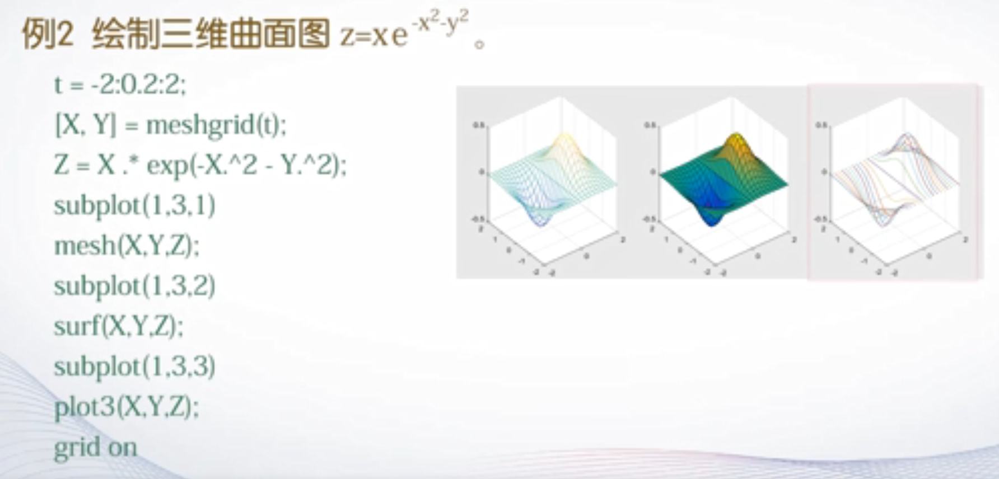 例2 绘制三维曲面图 z=xe^{-x²-y²}。
t = -2:0.2:2;
[X, Y] = meshgrid(t);
Z = X .* exp(-X.^2 - Y.^2);
subplot(1,3,1)
mesh(X,Y,Z);
subplot(1,3,2)
surf(X,Y,Z);
subplot(1,3,3)
plot3(X,Y,Z);
grid on
0.5 0.5 0.5
0 0 0
-0.5 -0.5 -0.5
2 1 0 -1 -2 -2 0 2
2 1 0 -1 -2 -2 0 2
2 1 0 -1 -2 -2 0 2